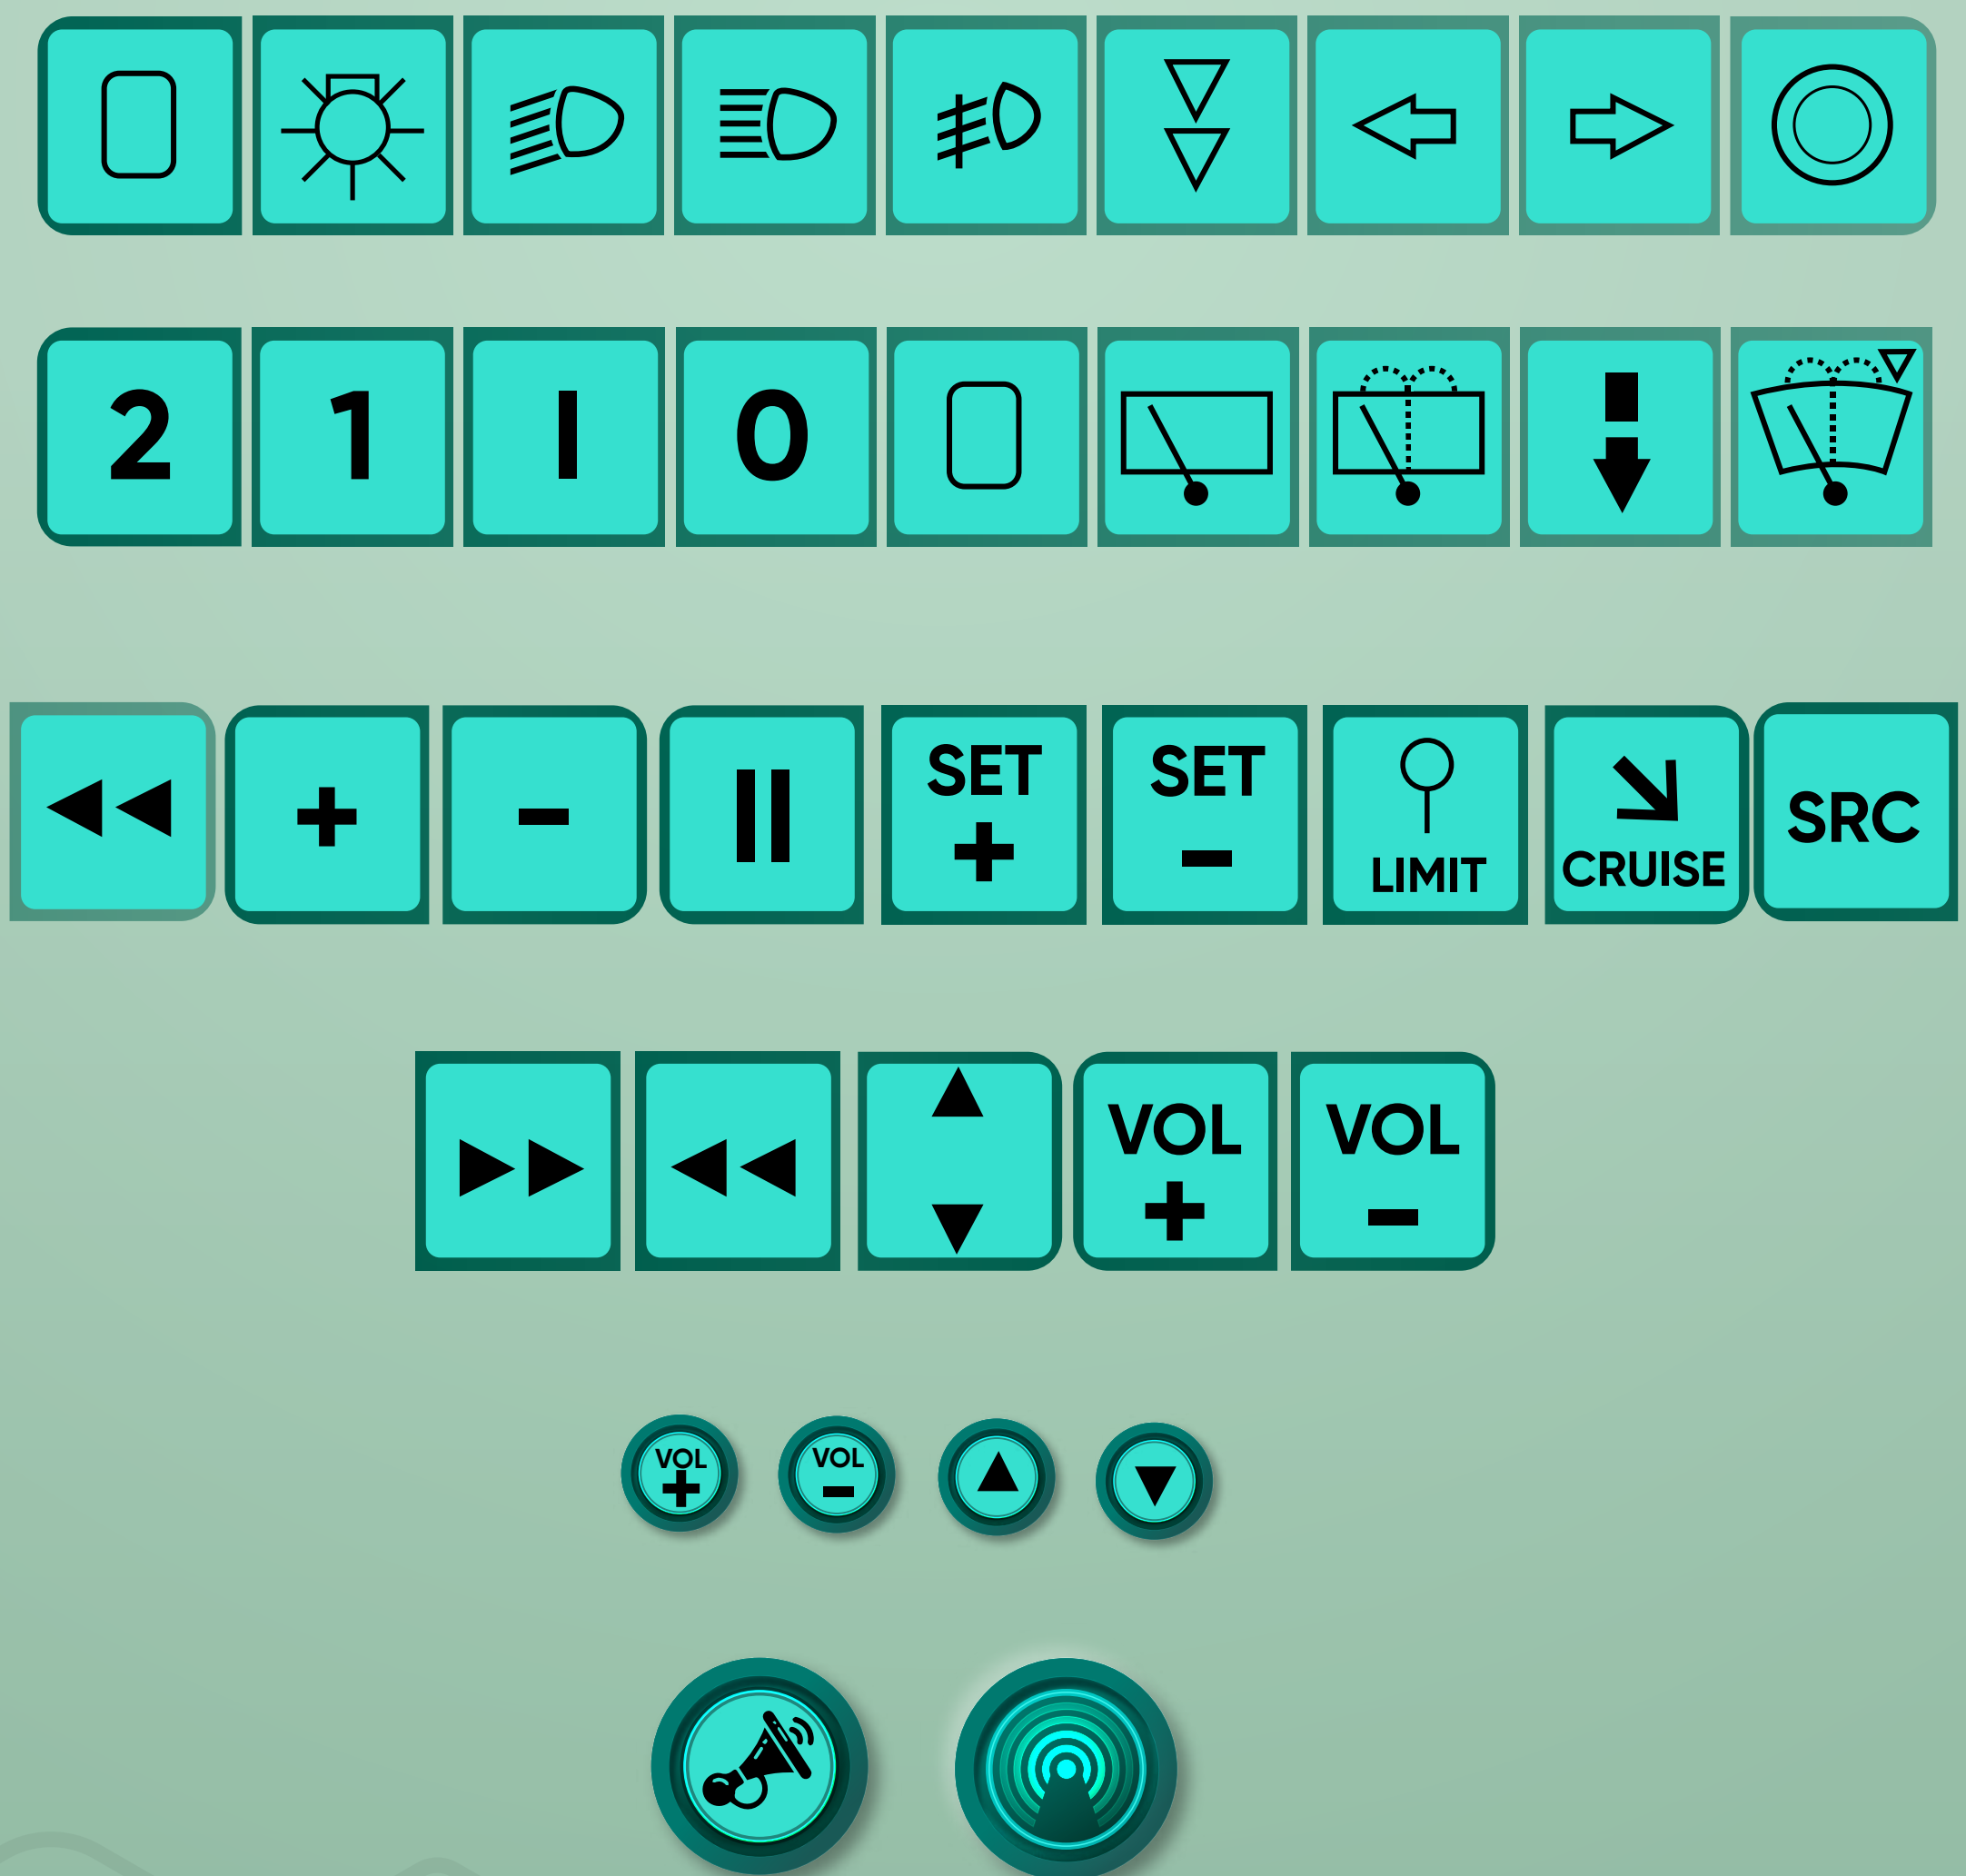 2 1 I 0
+ - SET SET
+ -
LIMIT CRUISE SRC
VOL VOL
+ -
VOL VOL
+ -